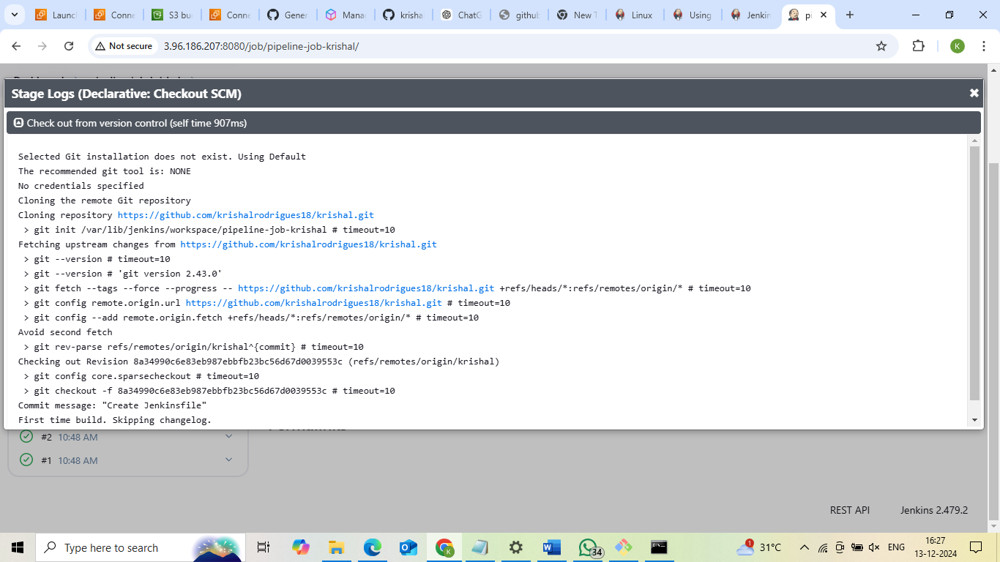 Launc
Conne
S3 bu
Conne
Gener
Mana
krisha
ChatG
github
New T
Linux
Using
Jenkin
pi
Not secure
3.96.186.207:8080/job/pipeline-job-krishal/
K
Stage Logs (Declarative: Checkout SCM)
Check out from version control (self time 907ms)
Selected Git installation does not exist. Using Default
The recommended git tool is: NONE
No credentials specified
Cloning the remote Git repository
Cloning repository https://github.com/krishalrodrigues18/krishal.git
> git init /var/lib/jenkins/workspace/pipeline-job-krishal # timeout=10
Fetching upstream changes from https://github.com/krishalrodrigues18/krishal.git
> git --version # timeout=10
> git --version # 'git version 2.43.0'
> git fetch --tags --force --progress -- https://github.com/krishalrodrigues18/krishal.git +refs/heads/*:refs/remotes/origin/* # timeout=10
> git config remote.origin.url https://github.com/krishalrodrigues18/krishal.git # timeout=10
> git config --add remote.origin.fetch +refs/heads/*:refs/remotes/origin/* # timeout=10
Avoid second fetch
> git rev-parse refs/remotes/origin/krishal^{commit} # timeout=10
Checking out Revision 8a34990c6e83eb987ebbfb23bc56d67d0039553c (refs/remotes/origin/krishal)
> git config core.sparsecheckout # timeout=10
> git checkout -f 8a34990c6e83eb987ebbfb23bc56d67d0039553c # timeout=10
Commit message: "Create Jenkinsfile"
First time build. Skipping changelog.
#2 10:48 AM
#1 10:48 AM
REST API
Jenkins 2.479.2
Type here to search
34
1
31°C
ENG
16:27
13-12-2024